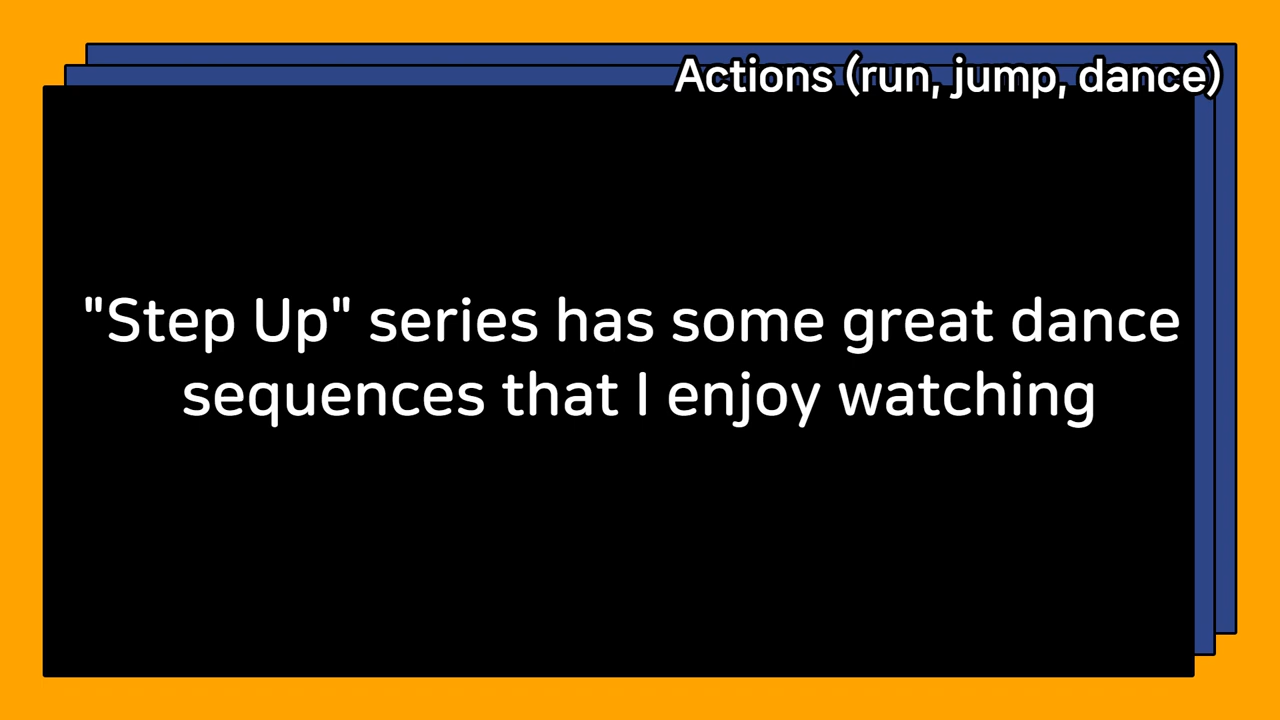 Actions (run, jump, dance)
"Step Up" series has some great dance
sequences that I enjoy watching